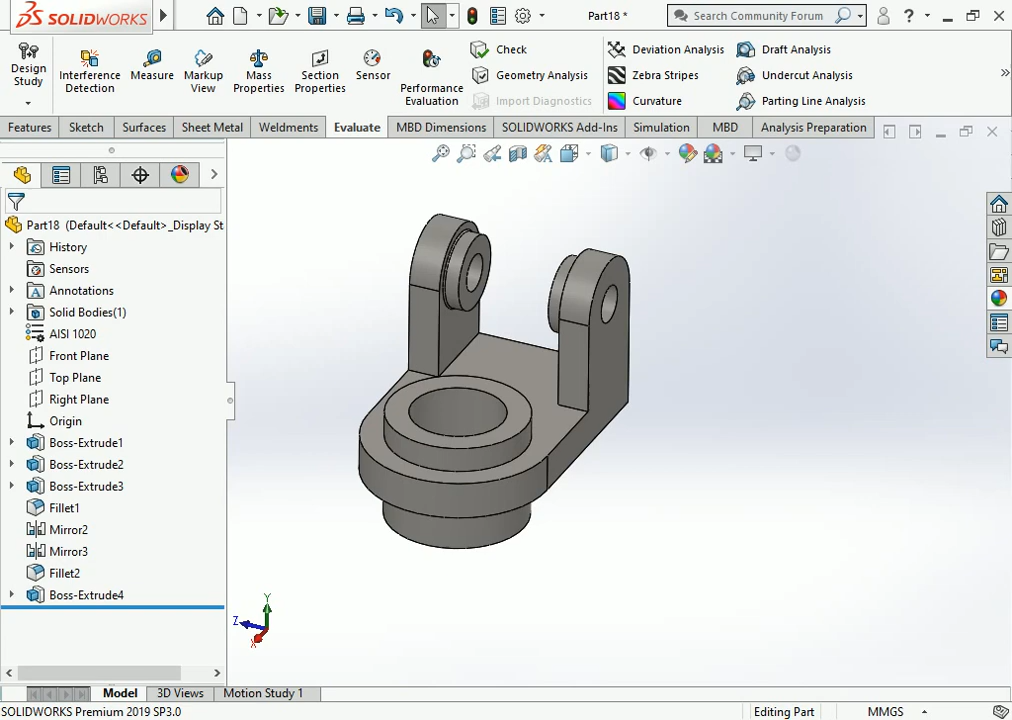 SOLIDWORKS
Part18 *
Search Community Forum
?
Design Study
Interference Detection
Measure
Markup View
Mass Properties
Section Properties
Sensor
Performance Evaluation
Check
Geometry Analysis
Import Diagnostics
Deviation Analysis
Zebra Stripes
Curvature
Draft Analysis
Undercut Analysis
Parting Line Analysis
Features
Sketch
Surfaces
Sheet Metal
Weldments
Evaluate
MBD Dimensions
SOLIDWORKS Add-Ins
Simulation
MBD
Analysis Preparation
Part18 (Default<<Default>_Display St
History
Sensors
Annotations
Solid Bodies(1)
AISI 1020
Front Plane
Top Plane
Right Plane
Origin
Boss-Extrude1
Boss-Extrude2
Boss-Extrude3
Fillet1
Mirror2
Mirror3
Fillet2
Boss-Extrude4
Y
Z
X
Model
3D Views
Motion Study 1
SOLIDWORKS Premium 2019 SP3.0
Editing Part
MMGS